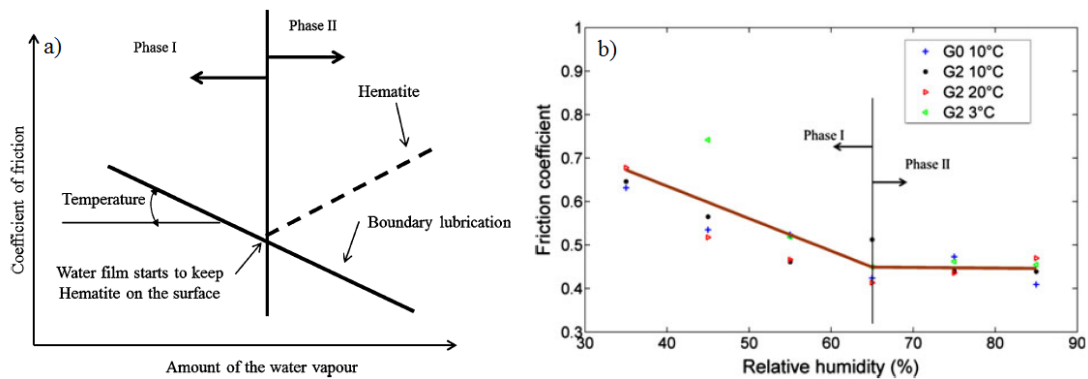 a)
Phase I
Phase II
Hematite
Temperature
Boundary lubrication
Water film starts to keep
Hematite on the surface
Coefficient of friction
Amount of the water vapour
b)
1
0.9
0.8
0.7
0.6
0.5
0.4
0.3
G0 10°C
G2 10°C
G2 20°C
G2 3°C
Phase I
Phase II
Friction coefficient
30
40
50
60
70
80
90
Relative humidity (%)